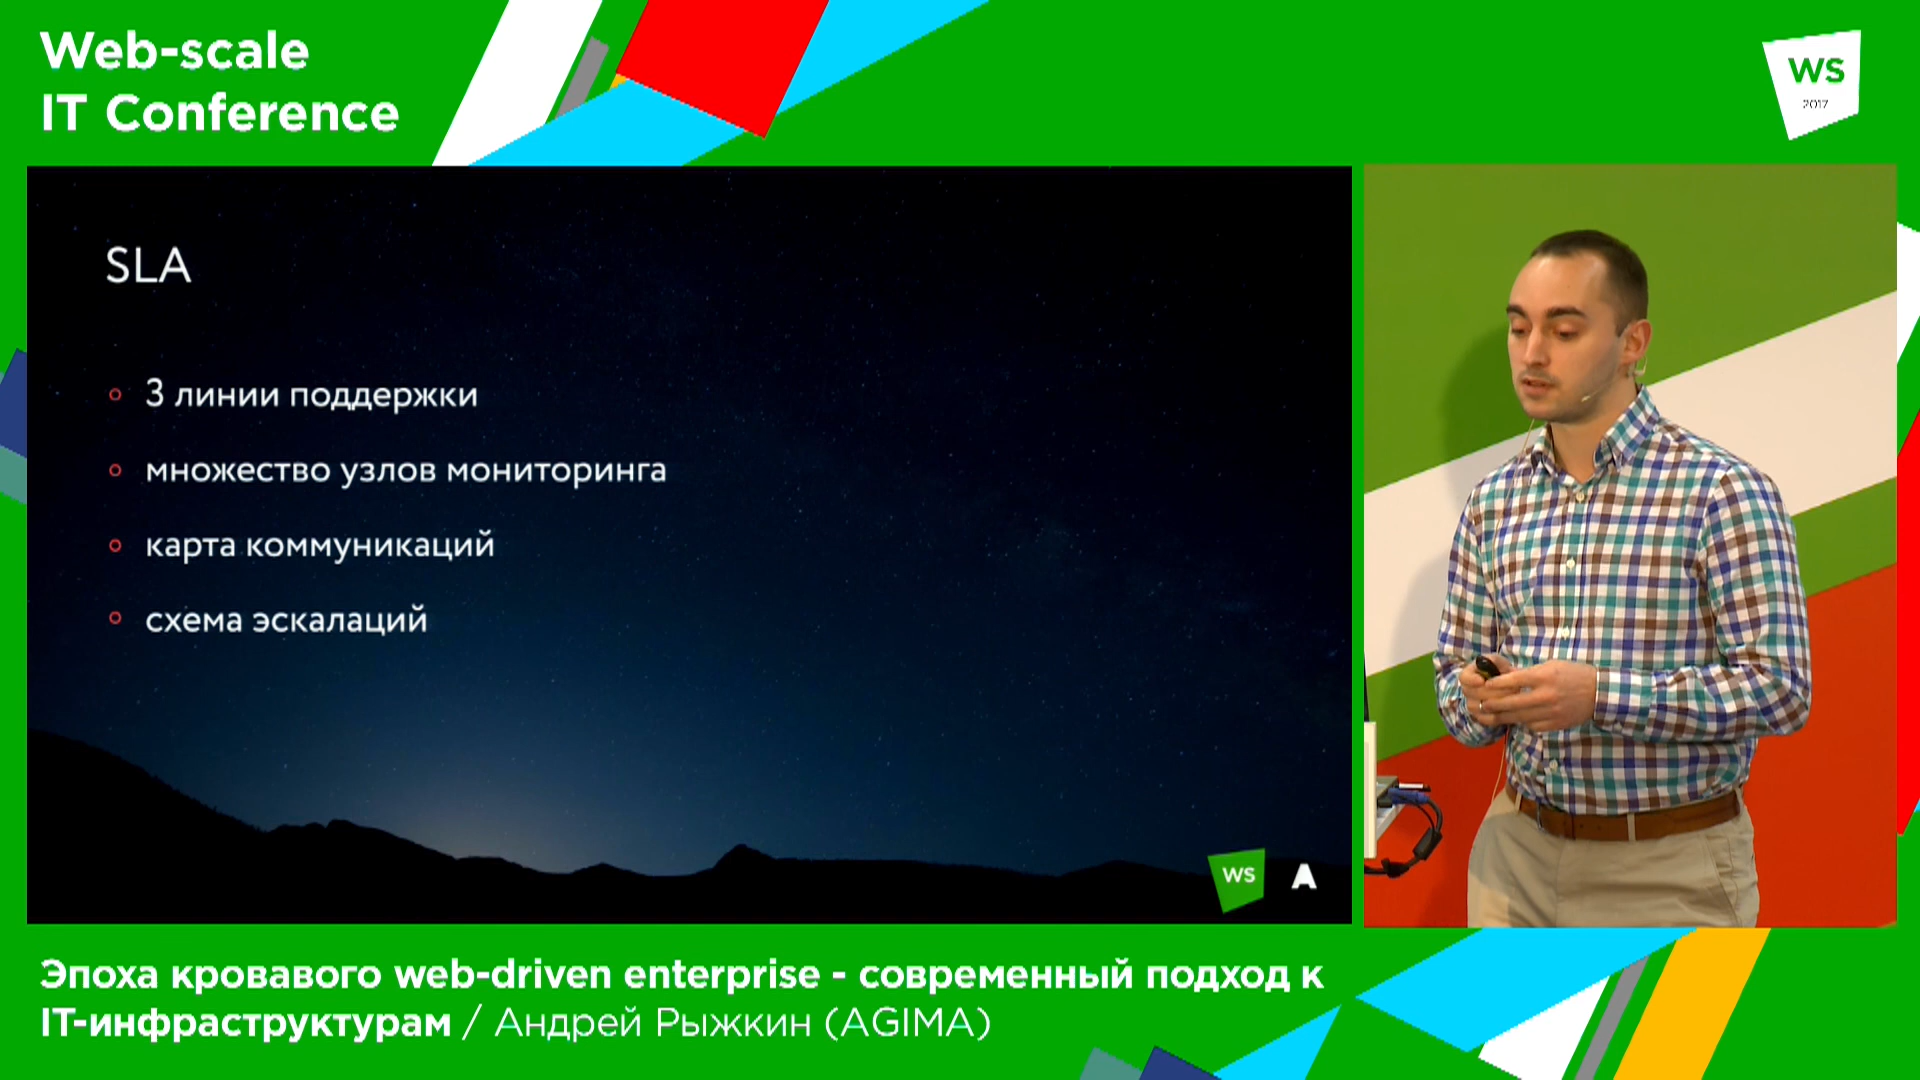 Web-scale
IT Conference
WS
2017
SLA
3 линии поддержки
множество узлов мониторинга
карта коммуникаций
схема эскалаций
WS
A
Эпоха кровавого web-driven enterprise - современный подход к
IT-инфраструктурам / Андрей Рыжкин (AGIMA)